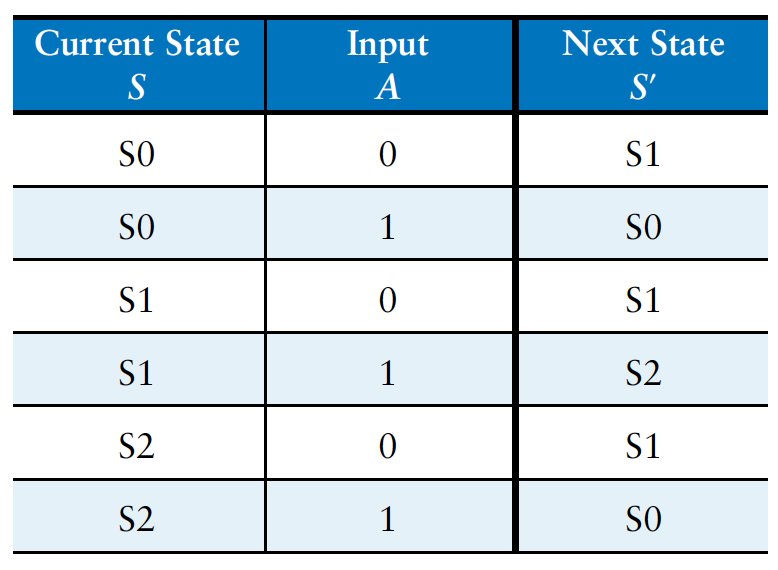 Current State Input Next State
S A S′
S0 0 S1
S0 1 S0
S1 0 S1
S1 1 S2
S2 0 S1
S2 1 S0